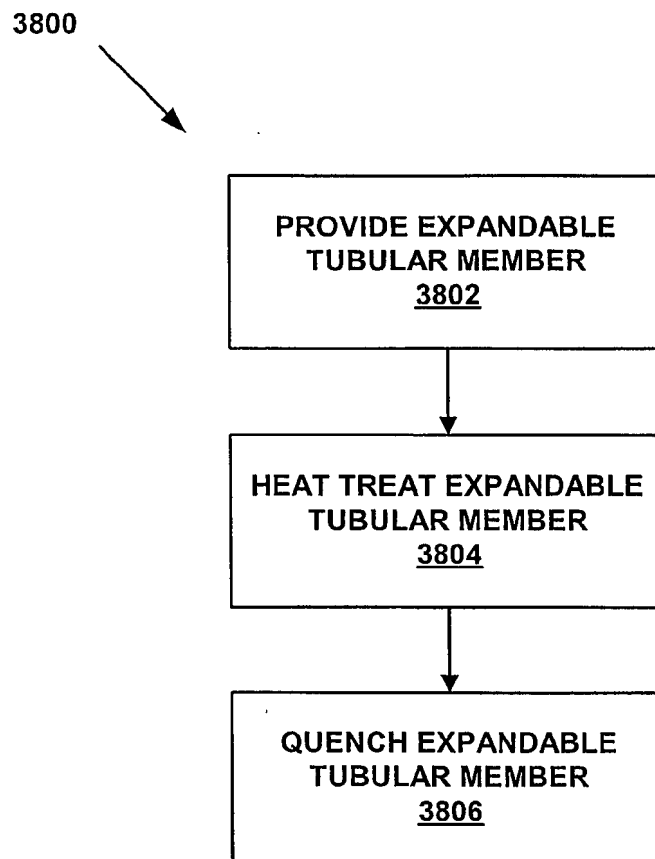 3800
PROVIDE EXPANDABLE
TUBULAR MEMBER
3802
HEAT TREAT EXPANDABLE
TUBULAR MEMBER
3804
QUENCH EXPANDABLE
TUBULAR MEMBER
3806